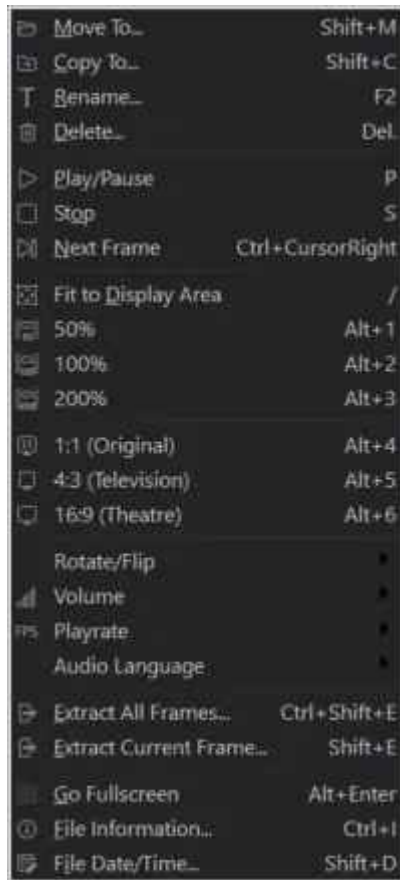 Move To... Shift+M
Copy To... Shift+C
Rename... F2
Delete... Del.
Play/Pause P
Stop S
Next Frame Ctrl+CursorRight
Fit to Display Area /
50% Alt+1
100% Alt+2
200% Alt+3
1:1 (Original) Alt+4
4:3 (Television) Alt+5
16:9 (Theatre) Alt+6
Rotate/Flip
Volume
FPS Playrate
Audio Language
Extract All Frames... Ctrl+Shift+E
Extract Current Frame... Shift+E
Go Fullscreen Alt+Enter
File Information... Ctrl+I
File Date/Time... Shift+D